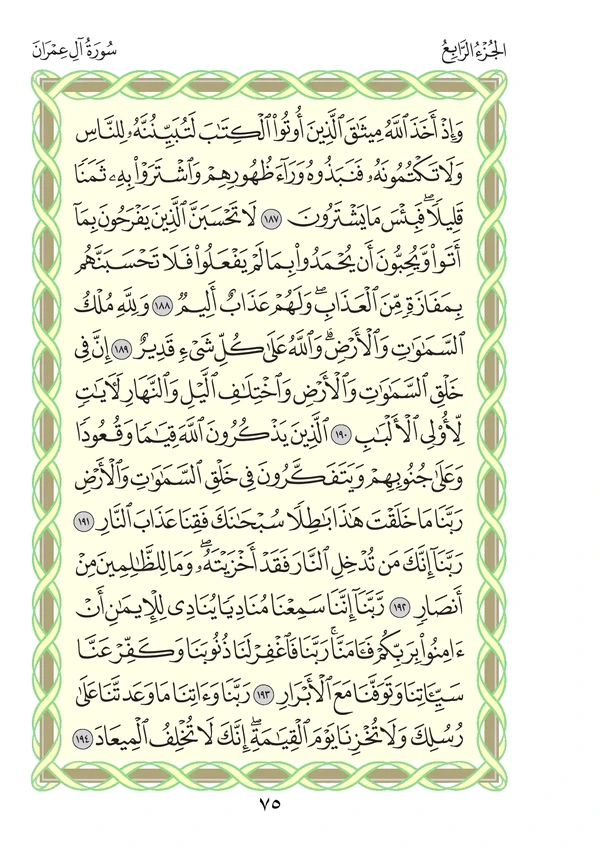 الجُزْءُ الرَّابِعُ
سُورَةُ آلِ عِمْرَانَ
وَإِذْ أَخَذَ ٱللَّهُ مِيثَٰقَ ٱلَّذِينَ أُوتُوا۟ ٱلْكِتَٰبَ لَتُبَيِّنُنَّهُۥ لِلنَّاسِ
وَلَا تَكْتُمُونَهُۥ فَنَبَذُوهُ وَرَآءَ ظُهُورِهِمْ وَٱشْتَرَوْا۟ بِهِۦ ثَمَنًا
قَلِيلًا ۖ فَبِئْسَ مَا يَشْتَرُونَ ١٨٧ لَا تَحْسَبَنَّ ٱلَّذِينَ يَفْرَحُونَ بِمَآ
أَتَوا۟ وَّيُحِبُّونَ أَن يُحْمَدُوا۟ بِمَا لَمْ يَفْعَلُوا۟ فَلَا تَحْسَبَنَّهُم
بِمَفَازَةٍ مِّنَ ٱلْعَذَابِ ۖ وَلَهُمْ عَذَابٌ أَلِيمٌ ١٨٨ وَلِلَّهِ مُلْكُ
ٱلسَّمَٰوَٰتِ وَٱلْأَرْضِ ۗ وَٱللَّهُ عَلَىٰ كُلِّ شَىْءٍ قَدِيرٌ ١٨٩ إِنَّ فِى
خَلْقِ ٱلسَّمَٰوَٰتِ وَٱلْأَرْضِ وَٱخْتِلَٰفِ ٱلَّيْلِ وَٱلنَّهَارِ لَءَايَٰتٍ
لِّأُو۟لِى ٱلْأَلْبَٰبِ ١٩٠ ٱلَّذِينَ يَذْكُرُونَ ٱللَّهَ قِيَٰمًا وَقُعُودًا
وَعَلَىٰ جُنُوبِهِمْ وَيَتَفَكَّرُونَ فِى خَلْقِ ٱلسَّمَٰوَٰتِ وَٱلْأَرْضِ
رَبَّنَا مَا خَلَقْتَ هَٰذَا بَٰطِلًا سُبْحَٰنَكَ فَقِنَا عَذَابَ ٱلنَّارِ ١٩١
رَبَّنَآ إِنَّكَ مَن تُدْخِلِ ٱلنَّارَ فَقَدْ أَخْزَيْتَهُۥ ۖ وَمَا لِلظَّٰلِمِينَ مِنْ
أَنصَارٍ ١٩٢ رَّبَّنَآ إِنَّنَا سَمِعْنَا مُنَادِيًا يُنَادِى لِلْإِيمَٰنِ أَنْ
ءَامِنُوا۟ بِرَبِّكُمْ فَـَٔامَنَّا ۚ رَبَّنَا فَٱغْفِرْ لَنَا ذُنُوبَنَا وَكَفِّرْ عَنَّا
سَيِّـَٔاتِنَا وَتَوَفَّنَا مَعَ ٱلْأَبْرَارِ ١٩٣ رَبَّنَا وَءَاتِنَا مَا وَعَدتَّنَا عَلَىٰ
رُسُلِكَ وَلَا تُخْزِنَا يَوْمَ ٱلْقِيَٰمَةِ ۗ إِنَّكَ لَا تُخْلِفُ ٱلْمِيعَادَ ١٩٤
٧٥